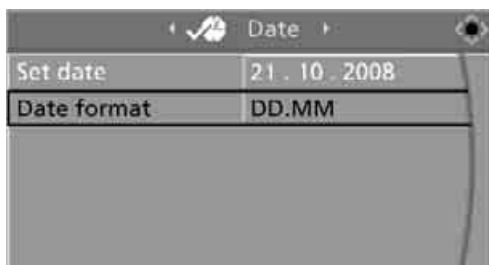 Date
Set date 21 . 10 . 2008
Date format DD.MM